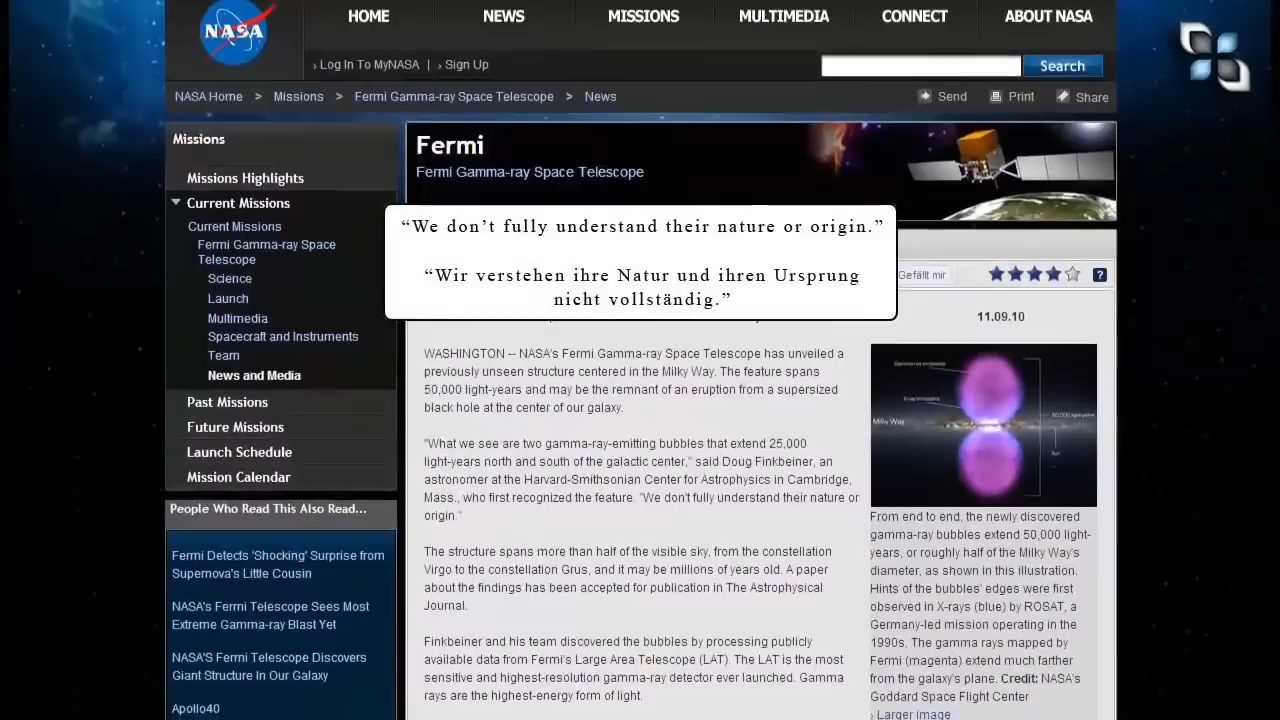 NASA
HOME
NEWS
MISSIONS
MULTIMEDIA
CONNECT
ABOUT NASA
› Log In To MyNASA | › Sign Up
Search
NASA Home > Missions > Fermi Gamma-ray Space Telescope > News
Send
Print
Share
Missions
Missions Highlights
Current Missions
Current Missions
Fermi Gamma-ray Space
Telescope
Science
Launch
Multimedia
Spacecraft and Instruments
Team
News and Media
Past Missions
Future Missions
Launch Schedule
Mission Calendar
People Who Read This Also Read...
Fermi Detects 'Shocking' Surprise from
Supernova's Little Cousin
NASA's Fermi Telescope Sees Most
Extreme Gamma-ray Blast Yet
NASA'S Fermi Telescope Discovers
Giant Structure In Our Galaxy
Apollo40
Fermi
Fermi Gamma-ray Space Telescope
“We don’t fully understand their nature or origin.”
“Wir verstehen ihre Natur und ihren Ursprung
nicht vollständig.”
Gefällt mir
?
11.09.10
WASHINGTON -- NASA's Fermi Gamma-ray Space Telescope has unveiled a
previously unseen structure centered in the Milky Way. The feature spans
50,000 light-years and may be the remnant of an eruption from a supersized
black hole at the center of our galaxy.
"What we see are two gamma-ray-emitting bubbles that extend 25,000
light-years north and south of the galactic center," said Doug Finkbeiner, an
astronomer at the Harvard-Smithsonian Center for Astrophysics in Cambridge,
Mass., who first recognized the feature. "We don't fully understand their nature or
origin."
The structure spans more than half of the visible sky, from the constellation
Virgo to the constellation Grus, and it may be millions of years old. A paper
about the findings has been accepted for publication in The Astrophysical
Journal.
Finkbeiner and his team discovered the bubbles by processing publicly
available data from Fermi's Large Area Telescope (LAT). The LAT is the most
sensitive and highest-resolution gamma-ray detector ever launched. Gamma
rays are the highest-energy form of light.
Gamma-ray emissions
X-ray emissions
Milky Way
50,000 light-years
Sun
From end to end, the newly discovered
gamma-ray bubbles extend 50,000 light-
years, or roughly half of the Milky Way's
diameter, as shown in this illustration.
Hints of the bubbles' edges were first
observed in X-rays (blue) by ROSAT, a
Germany-led mission operating in the
1990s. The gamma rays mapped by
Fermi (magenta) extend much farther
from the galaxy's plane. Credit: NASA's
Goddard Space Flight Center
› Larger image